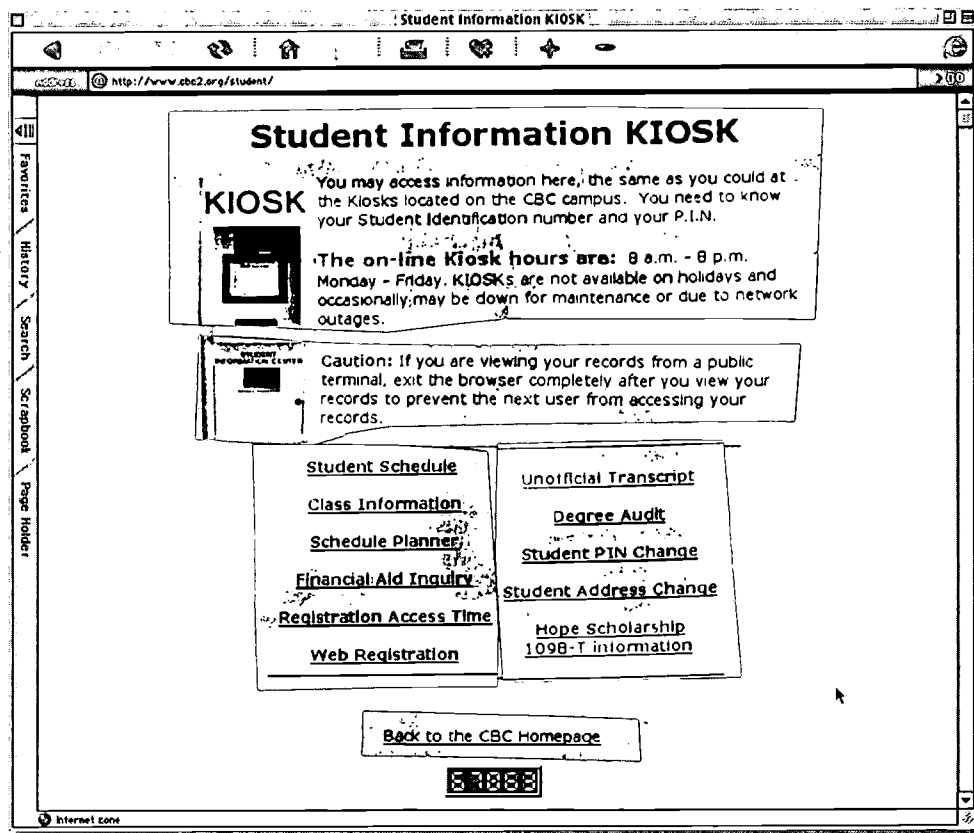 Student Information KIOSK
http://www.cbc2.org/student/
Favorites
History
Search
Scrapbook
Page Holder
Student Information KIOSK
KIOSK
You may access information here, the same as you could at
the Kiosks located on the CBC campus. You need to know
your Student Identification number and your P.I.N.
The on-line Kiosk hours are: 8 a.m. - 8 p.m.
Monday - Friday. KIOSKs are not available on holidays and
occasionally may be down for maintenance or due to network
outages.
STUDENT
INFORMATION CENTER
Caution: If you are viewing your records from a public
terminal, exit the browser completely after you view your
records to prevent the next user from accessing your
records.
Student Schedule
Class Information
Schedule Planner
Financial Aid Inquiry
Registration Access Time
Web Registration
Unofficial Transcript
Degree Audit
Student PIN Change
Student Address Change
Hope Scholarship
1098-T information
Back to the CBC Homepage
Internet zone